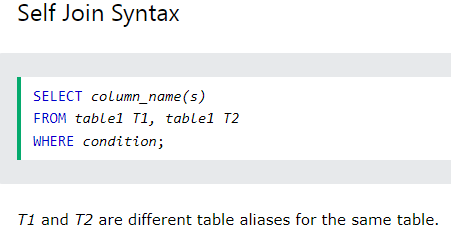 Self Join Syntax
SELECT column_name(s)
FROM table1 T1, table1 T2
WHERE condition;
T1 and T2 are different table aliases for the same table.